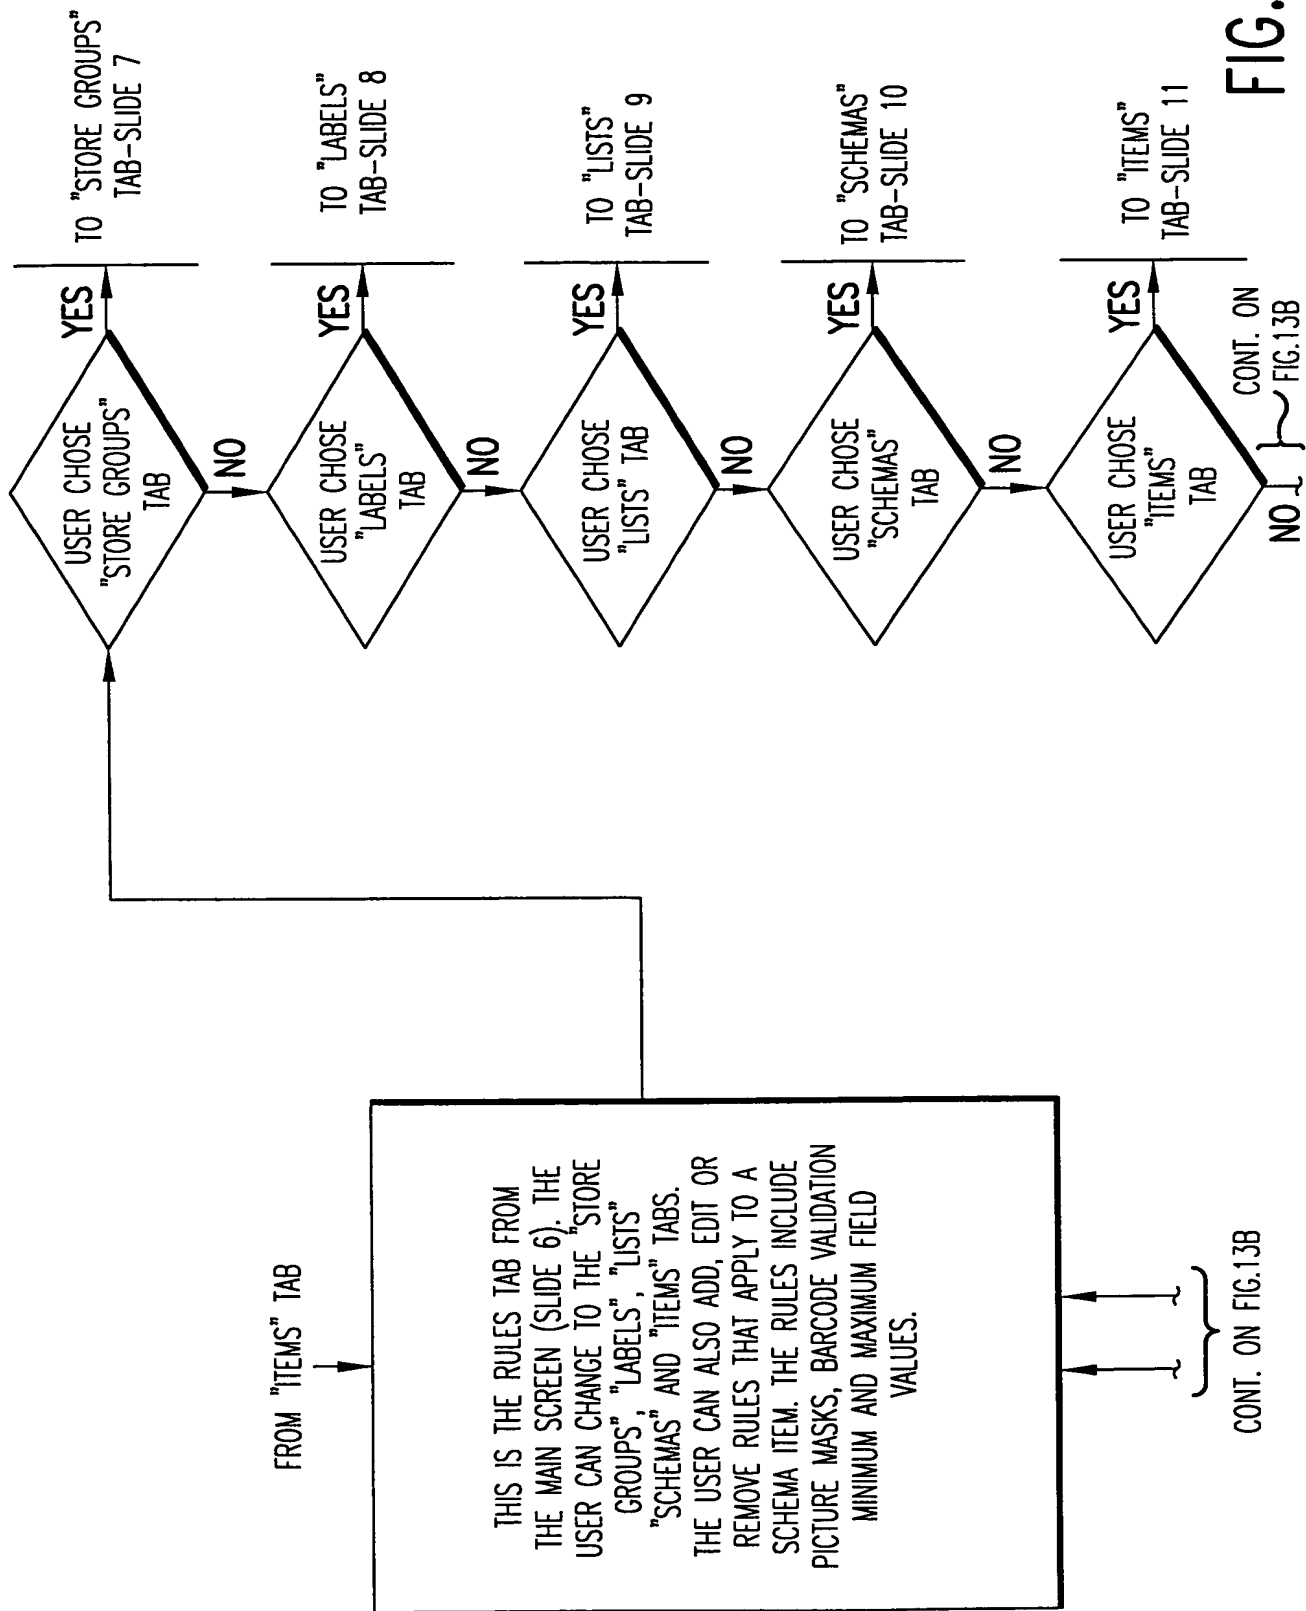 FROM "ITEMS" TAB
THIS IS THE RULES TAB FROM
THE MAIN SCREEN (SLIDE 6). THE
USER CAN CHANGE TO THE "STORE
GROUPS", "LABELS", "LISTS"
"SCHEMAS" AND "ITEMS" TABS.
THE USER CAN ALSO ADD, EDIT OR
REMOVE RULES THAT APPLY TO A
SCHEMA ITEM. THE RULES INCLUDE
PICTURE MASKS, BARCODE VALIDATION
MINIMUM AND MAXIMUM FIELD
VALUES.
CONT. ON FIG.13B
USER CHOSE
"STORE GROUPS"
TAB
YES
TO "STORE GROUPS"
TAB-SLIDE 7
NO
USER CHOSE
"LABELS"
TAB
YES
TO "LABELS"
TAB-SLIDE 8
NO
USER CHOSE
"LISTS" TAB
YES
TO "LISTS"
TAB-SLIDE 9
NO
USER CHOSE
"SCHEMAS"
TAB
YES
TO "SCHEMAS"
TAB-SLIDE 10
NO
USER CHOSE
"ITEMS"
TAB
YES
TO "ITEMS"
TAB-SLIDE 11
NO
CONT. ON
FIG.13B
FIG.